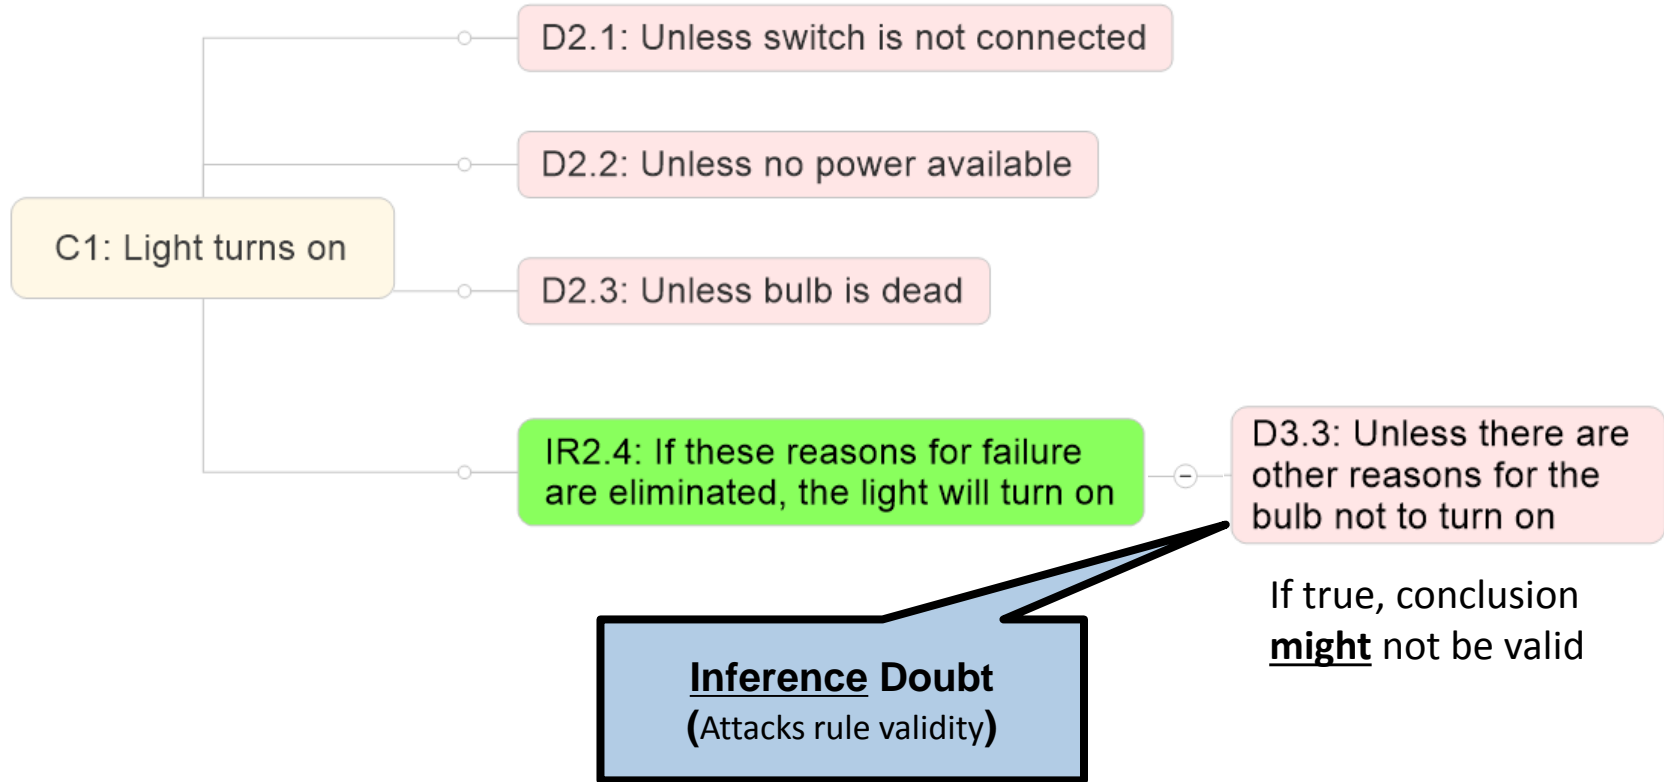 D2.1: Unless switch is not connected
D2.2: Unless no power available
C1: Light turns on
D2.3: Unless bulb is dead
IR2.4: If these reasons for failure
are eliminated, the light will turn on
D3.3: Unless there are
other reasons for the
bulb not to turn on
If true, conclusion
might not be valid
Inference Doubt
(Attacks rule validity)